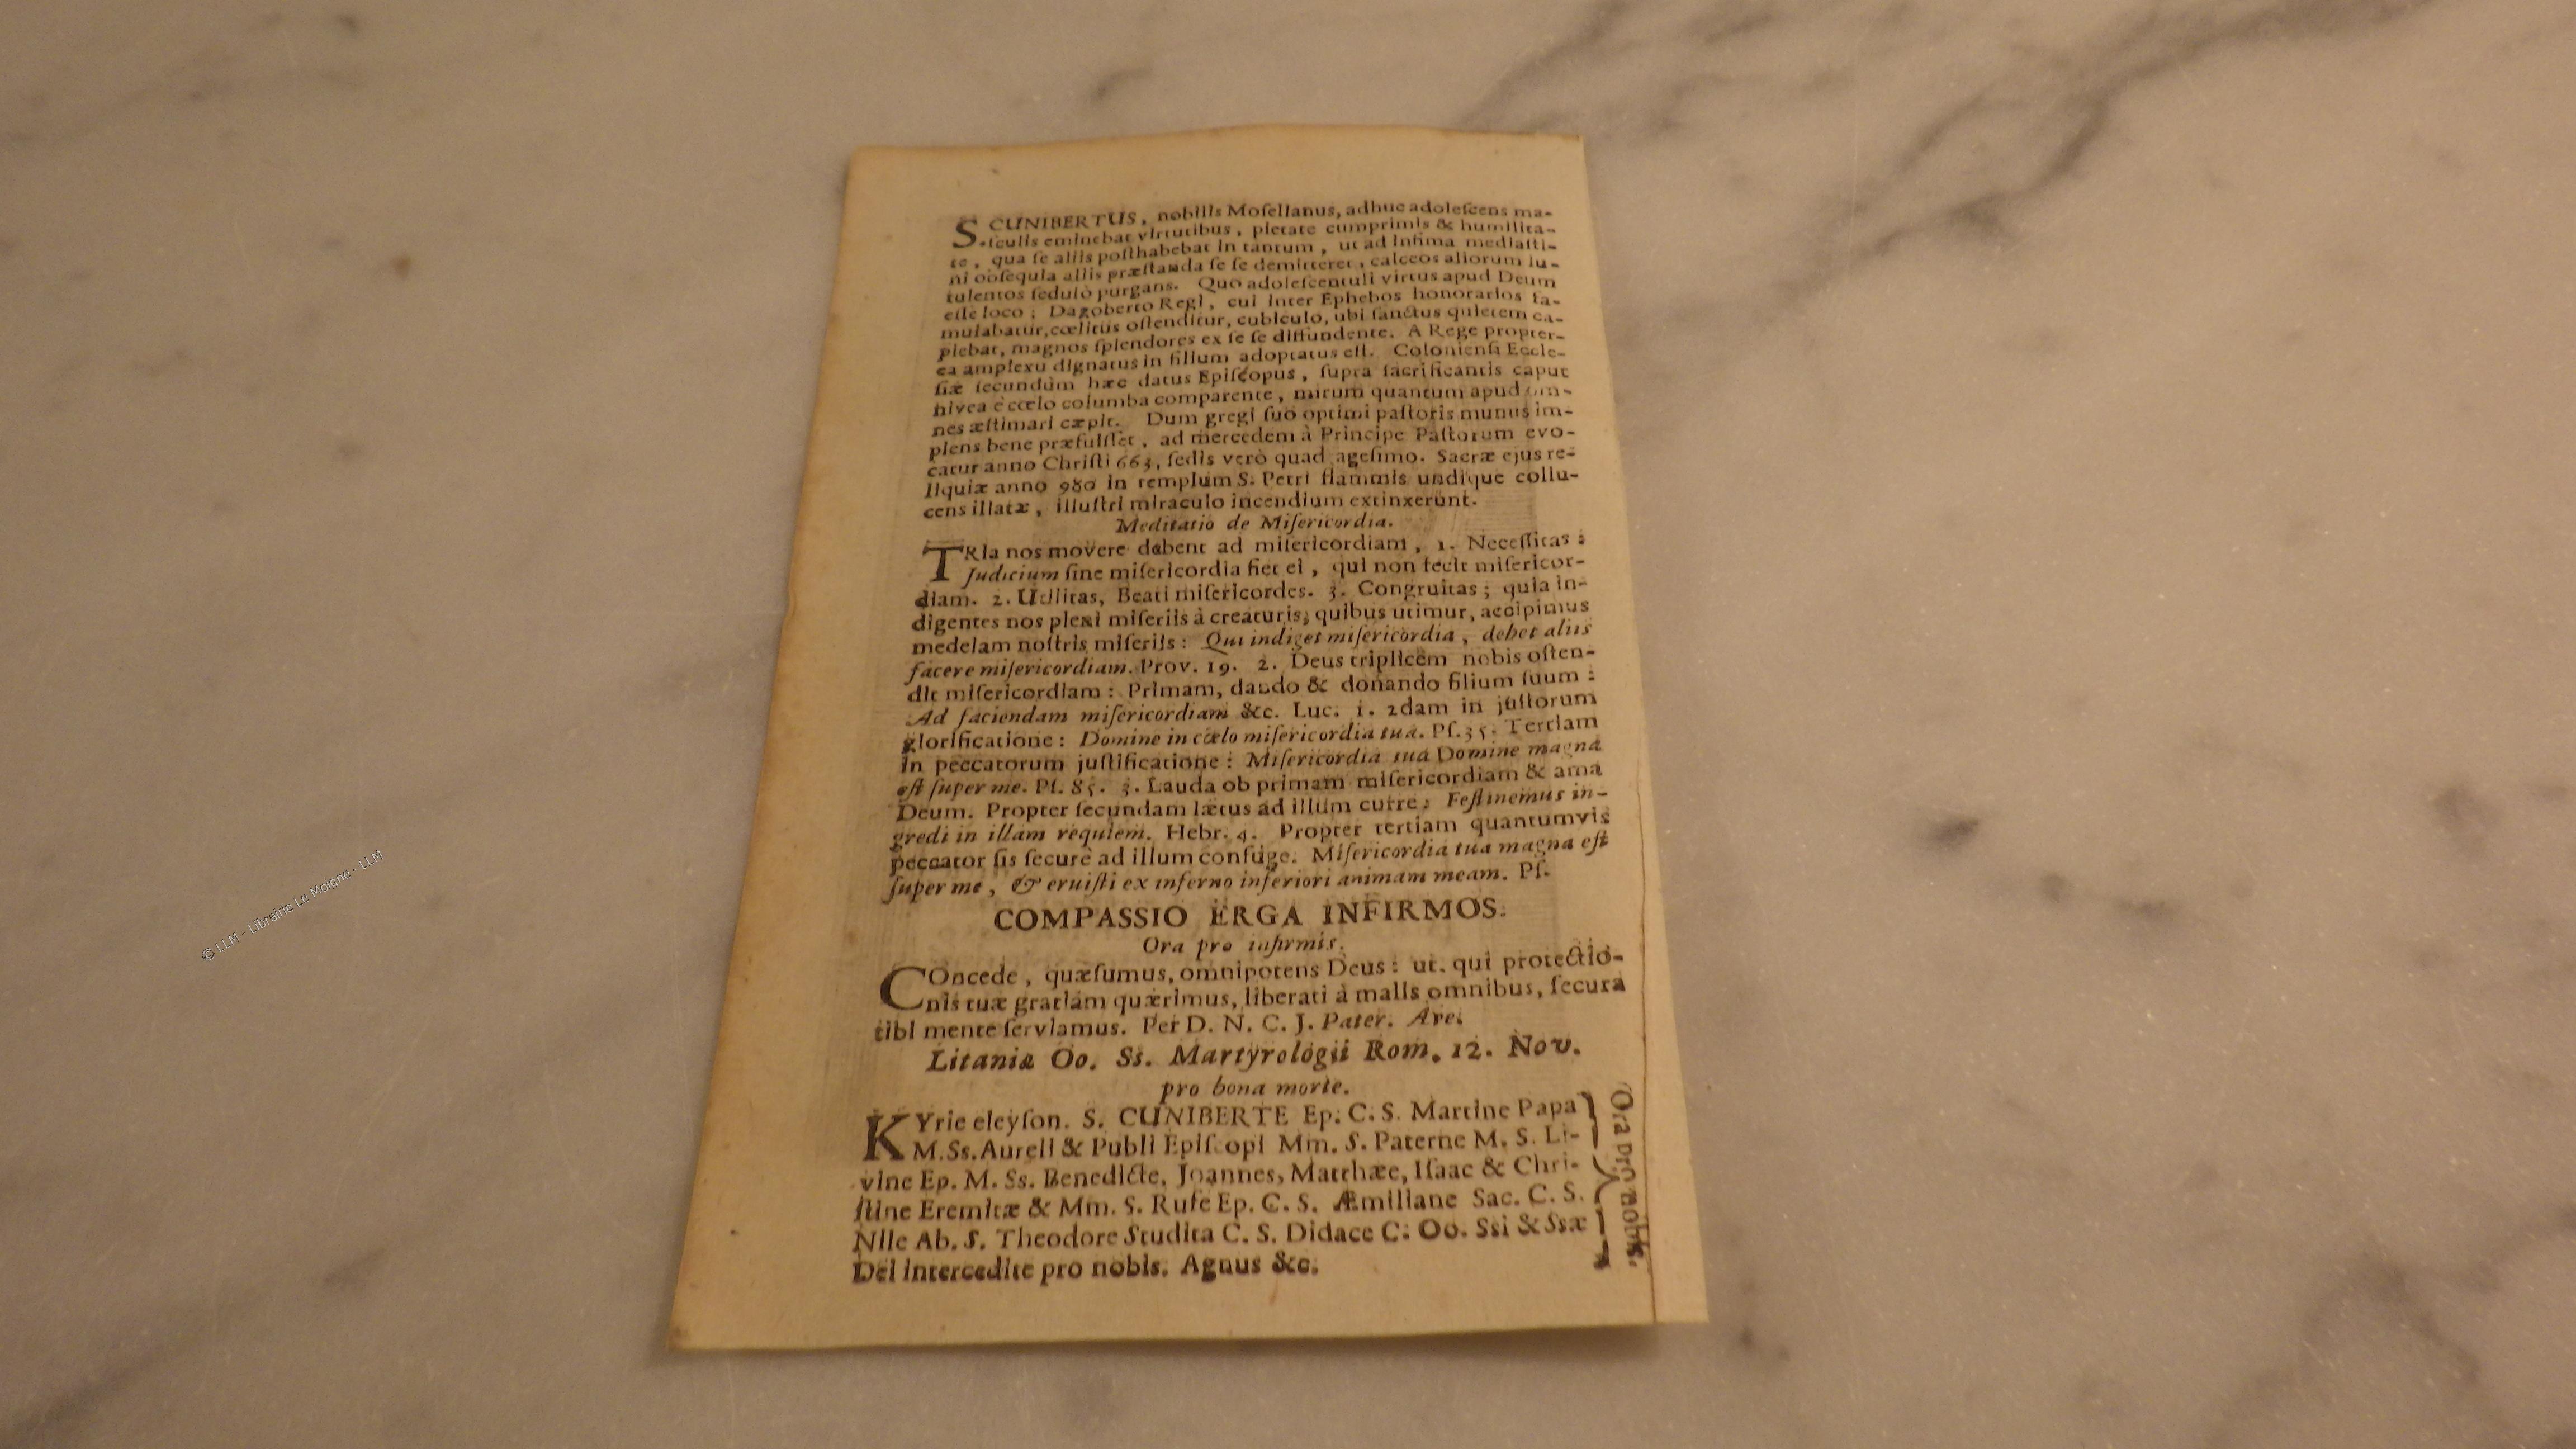 S. CUNIBERTUS, nobilis Moſellanus, adhuc adoleſcens ma-
ſculis eminebat virtutibus, pietate cumprimis & humilita-
te, qua ſe aliis poſthabebat in tantum, ut ad infima mediaſti-
ni obſequia allis præſtanda ſe ſe demitteret, calceos aliorum lu-
tulentos ſedulò purgans. Quo adoleſcentuli virtus apud Deum
eſſe loco; Dagoberto Regi, cui inter Ephebos honorarios fa-
mulabatur, cœlitus oſtenditur, cubiculo, ubi ſanctus quietem ca-
piebat, magnos ſplendores ex ſe ſe diffundente. A Rege propter-
ea amplexu dignatus in filium adoptatus eſt. Colonienſi Eccle-
ſiæ ſecundùm hæc datus Epiſcopus, ſupra ſacrificantis caput
nivea è cœlo columba comparente, mirum quantum apud om-
nes æſtimari cæpit. Dum gregi ſuo optimi paſtoris munus im-
plens bene præfuiſſet, ad mercedem à Principe Paſtorum evo-
catur anno Chriſti 663, ſedis verò quadrageſimo. Sacræ ejus re-
liquiæ anno 980 in templum S. Petri flammis undique collu-
cens illatæ, illuſtri miraculo incendium extinxerunt.
Meditatio de Miſericordia.
TRIa nos movere debent ad miſericordiam, 1. Neceſſitas:
Judicium ſine miſericordia fiet ei, qui non fecit miſericor-
diam. 2. Utilitas, Beati miſericordes. 3. Congruitas; quia in-
digentes nos pleni miſeriis à creaturis, quibus utimur, accipimus
medelam noſtris miſeriis: Qui indiget miſericordia, debet aliis
facere miſericordiam. Prov. 19. 2. Deus triplicem nobis oſten-
dit miſericordiam: Primam, dando & donando filium ſuum:
Ad faciendam miſericordiam &c. Luc. 1. 2dam in juſtorum
glorificatione: Domine in cœlo miſericordia tua. Pſ. 35. Tertiam
in peccatorum juſtificatione: Miſericordia tua Domine magna
eſt ſuper me. Pſ. 85. 3. Lauda ob primam miſericordiam & ama
Deum. Propter ſecundam lætus ad illum curre: Feſtinemus in-
gredi in illam requiem. Hebr. 4. Propter tertiam quantumvis
peccator ſis ſecurè ad illum confuge. Miſericordia tua magna eſt
ſuper me, & eruiſti ex inferno inferiori animam meam. Pſ.
COMPASSIO ERGA INFIRMOS.
Ora pro infirmis.
COncede, quæſumus, omnipotens Deus: ut. qui protectio-
nis tuæ gratiam quærimus, liberati à malis omnibus, ſecura
tibi mente ſerviamus. Per D. N. C. J. Pater. Ave.
Litaniæ Oo. Ss. Martyrologii Rom. 12. Nov.
pro bona morte.
KYrie eleyſon. S. CUNIBERTE Ep. C. S. Martine Papa
M. Ss. Aureli & Publi Epiſcopi Mm. S. Paterne M. S. Li-
vine Ep. M. Ss. Benedicte, Joannes, Matthæe, Iſaac & Chri-
ſtine Eremitæ & Mm. S. Rufe Ep. C. S. Æmiliane Sac. C. S.
Nile Ab. S. Theodore Studita C. S. Didace C. Oo. Ssi & Ssæ
Dei intercedite pro nobis. Agnus &c.
Ora pro nobis.
© LLM - Librairie Le Moigne - LLM